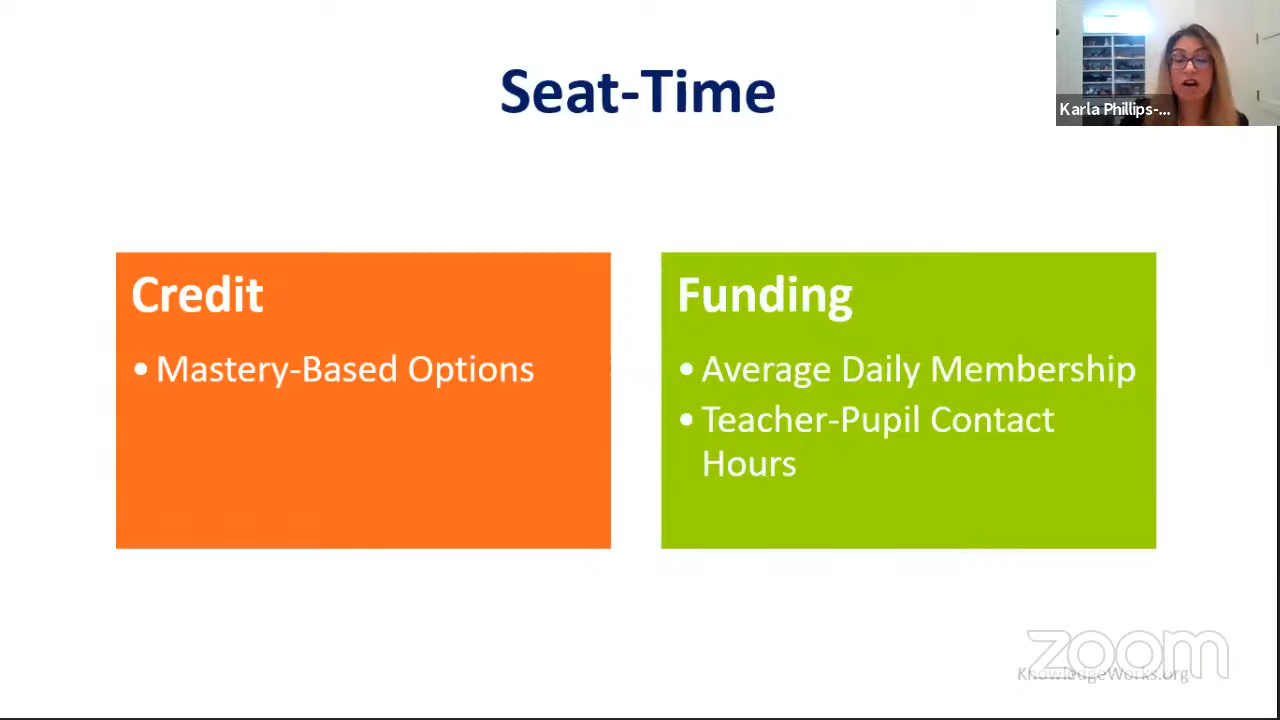 Seat-Time
Karla Phillips-...
Credit
• Mastery-Based Options
Funding
• Average Daily Membership
• Teacher-Pupil Contact
Hours
zoom
KnowledgeWorks.org